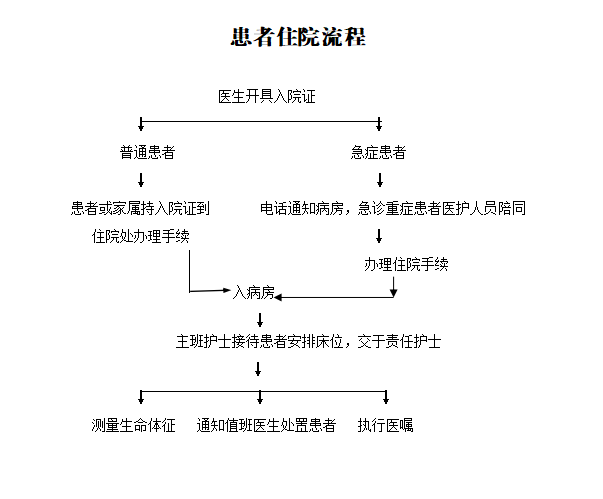 患者住院流程
医生开具入院证
普通患者
急症患者
患者或家属持入院证到
住院处办理手续
电话通知病房，急诊重症患者医护人员陪同
办理住院手续
入病房
主班护士接待患者安排床位，交于责任护士
测量生命体征
通知值班医生处置患者
执行医嘱